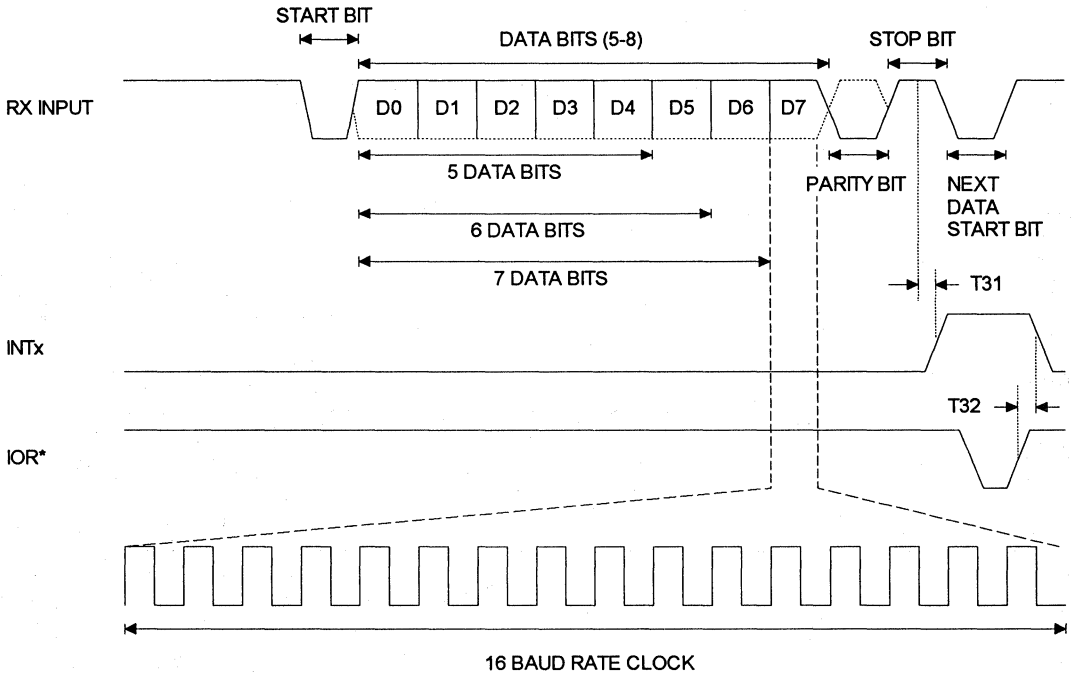 START BIT
DATA BITS (5-8)
STOP BIT
RX INPUT
D0 D1 D2 D3 D4 D5 D6 D7
5 DATA BITS
PARITY BIT
NEXT
DATA
START BIT
6 DATA BITS
7 DATA BITS
T31
INTx
T32
IOR*
16 BAUD RATE CLOCK